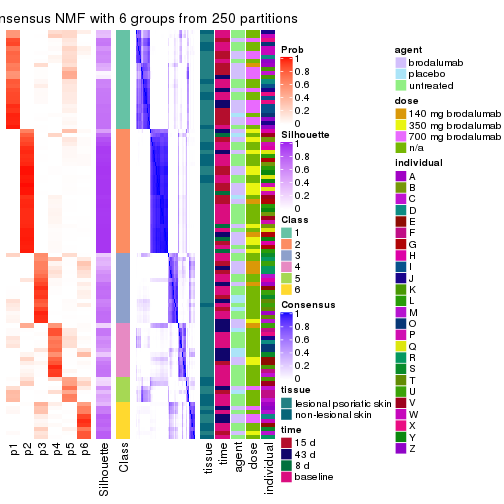 nsensus NMF with 6 groups from 250 partitions
Prob
1
0.8
0.6
0.4
0.2
0
Silhouette
1
0.8
0.6
0.4
0.2
0
Class
1
2
3
4
5
6
Consensus
1
0.8
0.6
0.4
0.2
0
tissue
lesional psoriatic skin
non-lesional skin
time
15 d
43 d
8 d
baseline
agent
brodalumab
placebo
untreated
dose
140 mg brodalumab
350 mg brodalumab
700 mg brodalumab
n/a
individual
A
B
C
D
E
F
G
H
I
J
K
L
M
O
P
Q
R
S
T
U
V
W
X
Y
Z
p1
p2
p3
p4
p5
p6
Silhouette
Class
tissue
time
agent
dose
individual